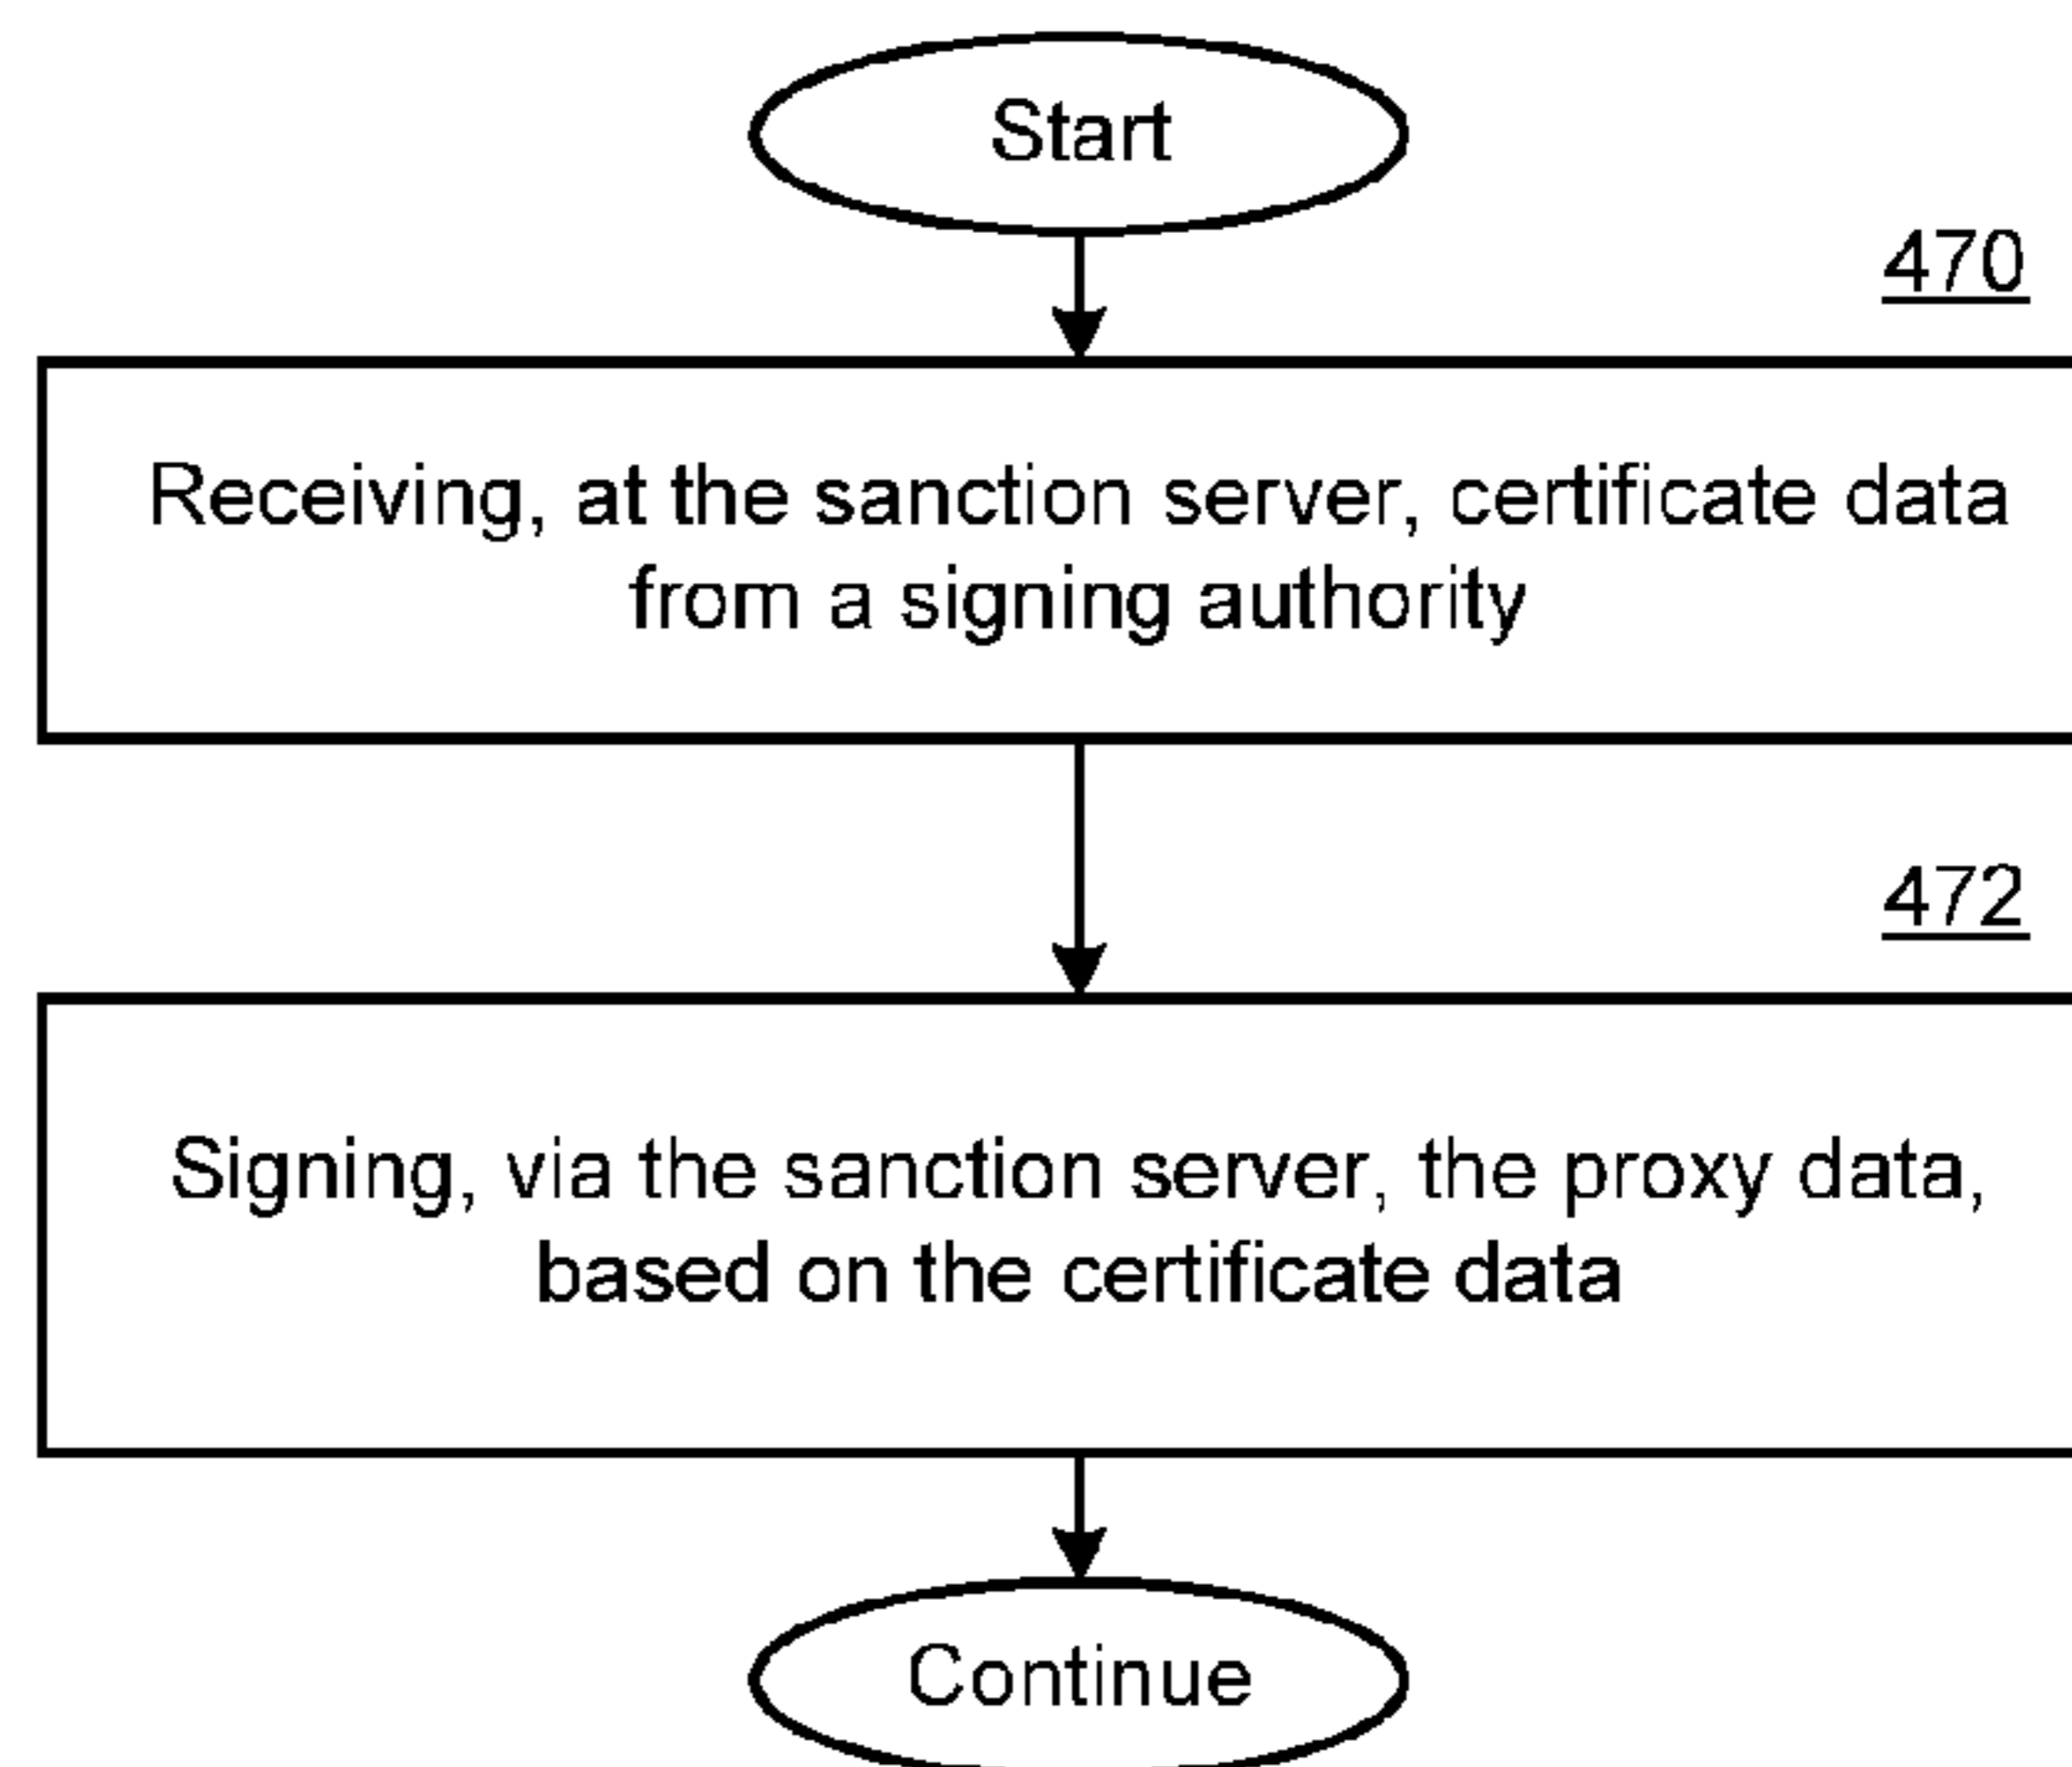 Start
470
Receiving, at the sanction server, certificate data
from a signing authority
472
Signing, via the sanction server, the proxy data,
based on the certificate data
Continue